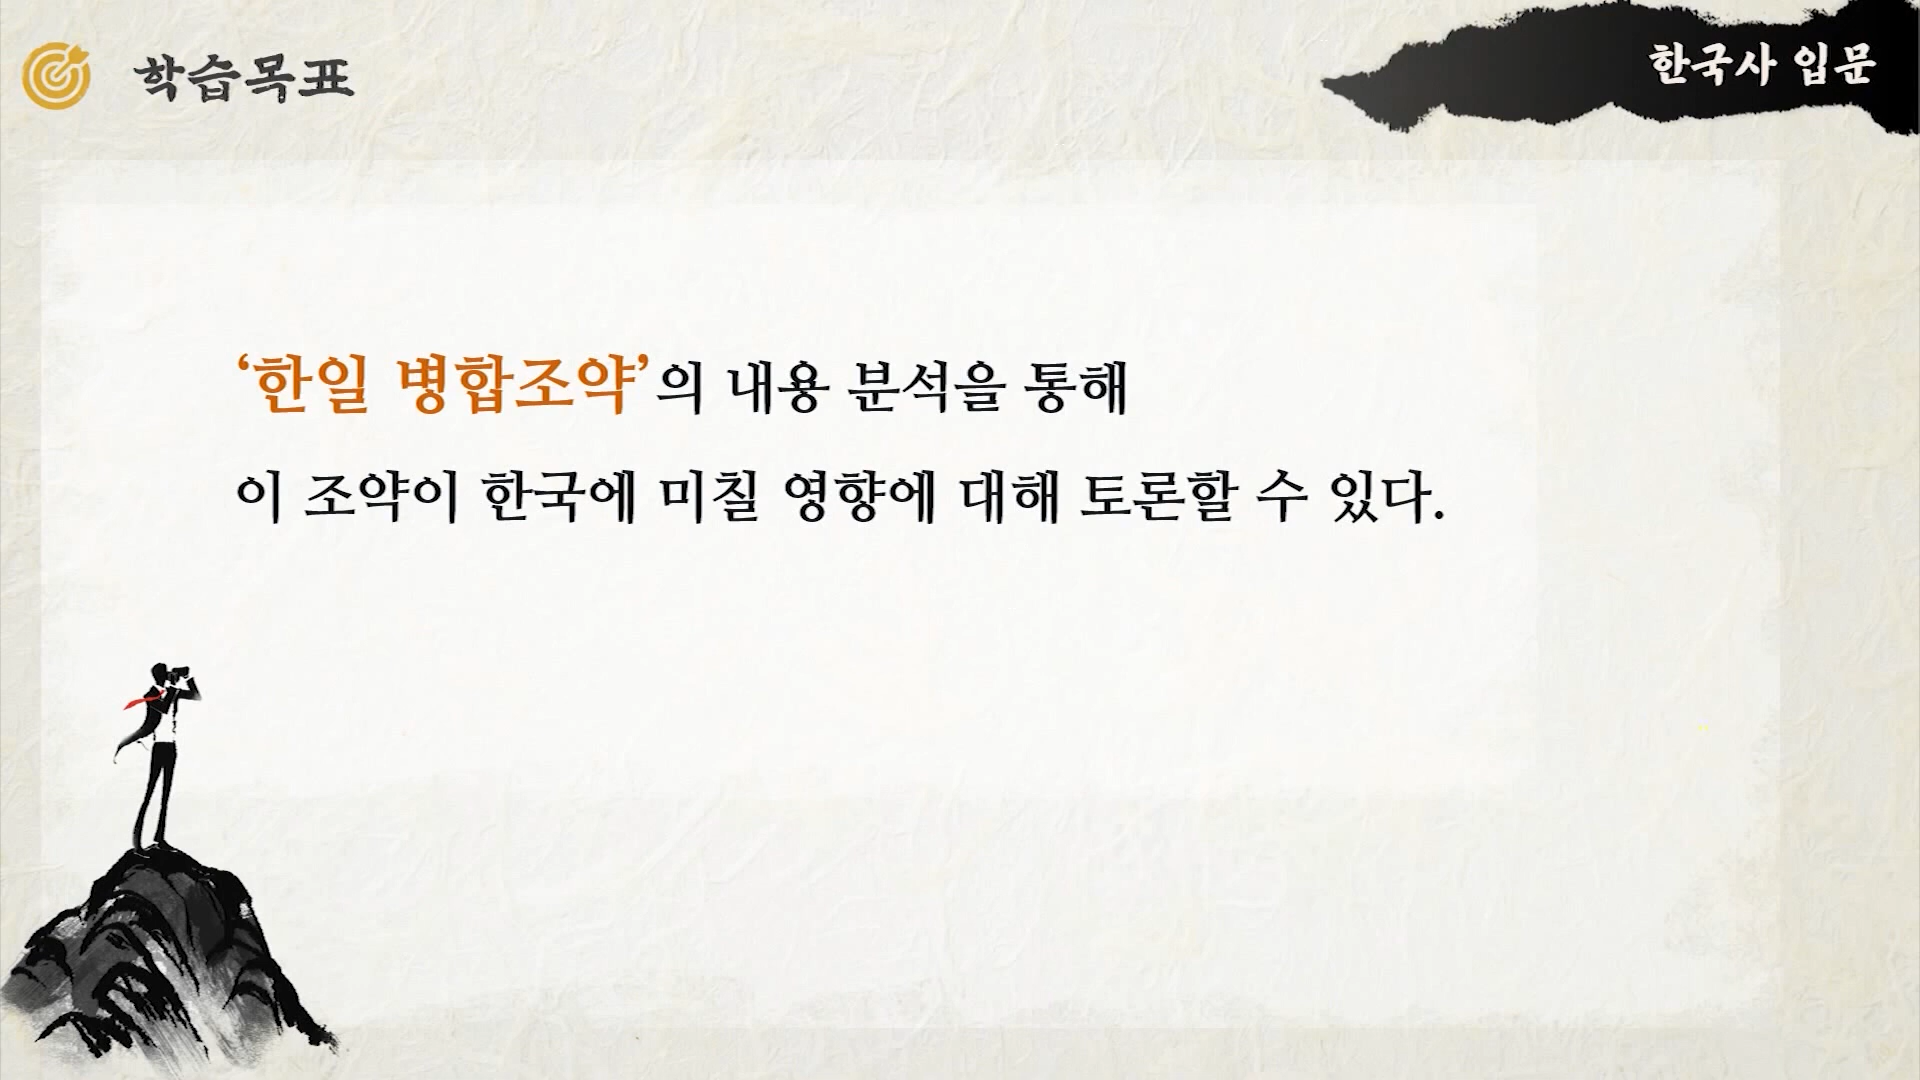 학습목표
한국사 입문
‘한일 병합조약’의 내용 분석을 통해
이 조약이 한국에 미칠 영향에 대해 토론할 수 있다.